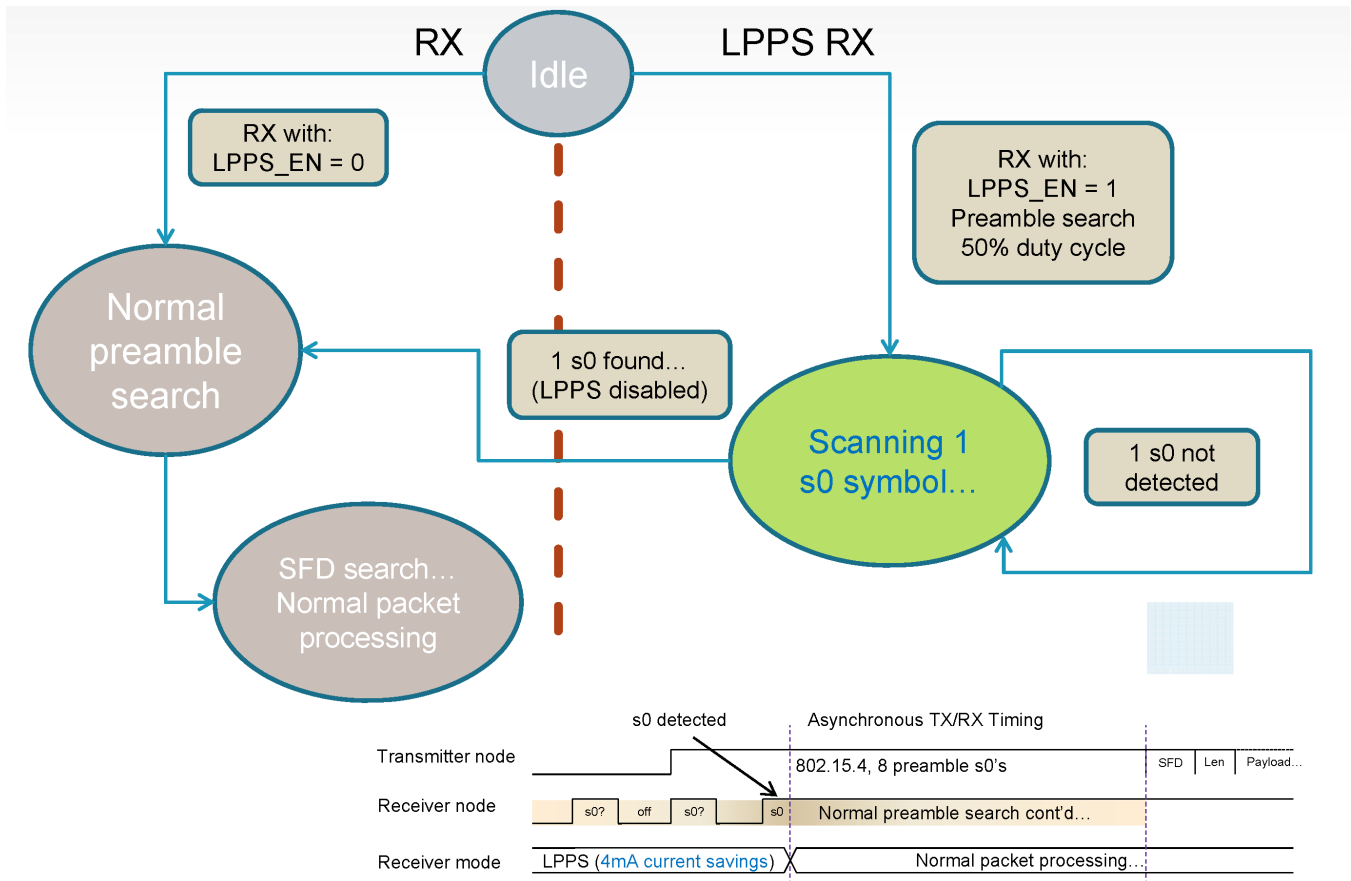 RX
LPPS RX
Idle
RX with:
LPPS_EN = 0
RX with:
LPPS_EN = 1
Preamble search
50% duty cycle
Normal
preamble
search
1 s0 found…
(LPPS disabled)
Scanning 1
s0 symbol…
1 s0 not
detected
SFD search…
Normal packet
processing
s0 detected
Asynchronous TX/RX Timing
Transmitter node
802.15.4, 8 preamble s0’s
SFD
Len
Payload…
Receiver node
s0?
off
s0?
s0
Normal preamble search cont’d…
Receiver mode
LPPS (4mA current savings)
Normal packet processing…